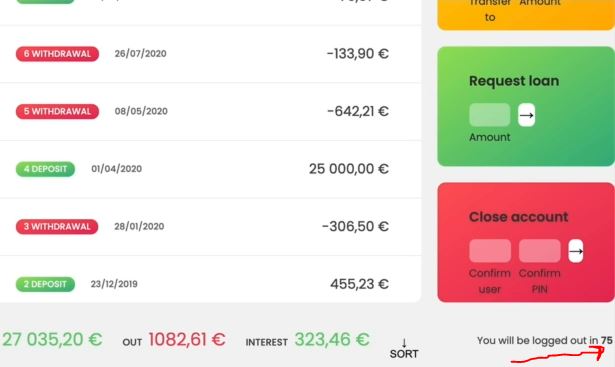 Transfer Amount
to
6 WITHDRAWAL 26/07/2020 -133,90 €
5 WITHDRAWAL 08/05/2020 -642,21 €
4 DEPOSIT 01/04/2020 25 000,00 €
3 WITHDRAWAL 28/01/2020 -306,50 €
2 DEPOSIT 23/12/2019 455,23 €
Request loan
→
Amount
Close account
→
Confirm Confirm
user PIN
27 035,20 € OUT 1082,61 € INTEREST 323,46 € ↓ SORT
You will be logged out in 75